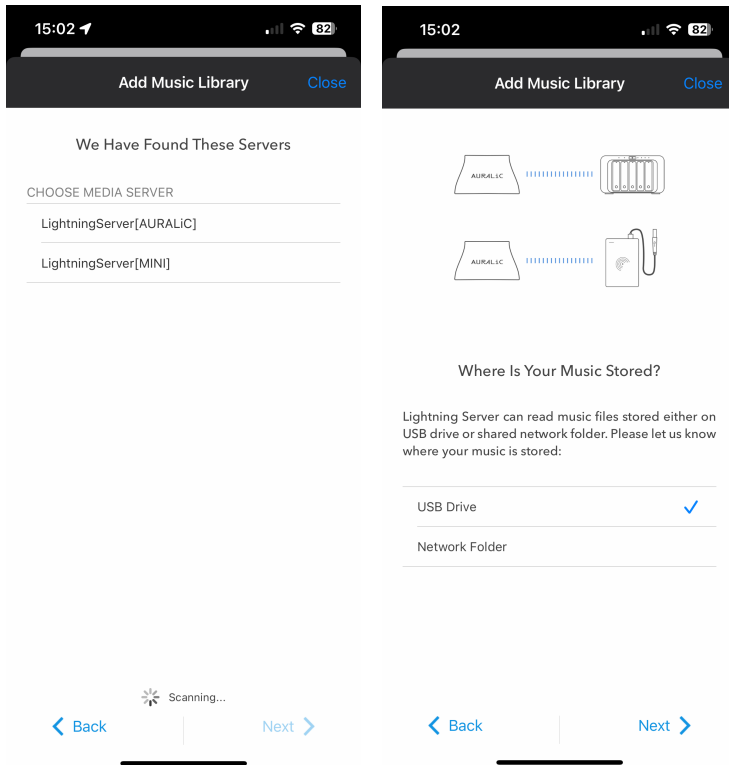 15:02
82
Add Music Library
Close
We Have Found These Servers
CHOOSE MEDIA SERVER
LightningServer[AURALiC]
LightningServer[MINI]
Scanning...
Back
Next
15:02
82
Add Music Library
Close
AURALiC
AURALiC
Where Is Your Music Stored?
Lightning Server can read music files stored either on
USB drive or shared network folder. Please let us know
where your music is stored:
USB Drive
Network Folder
Back
Next